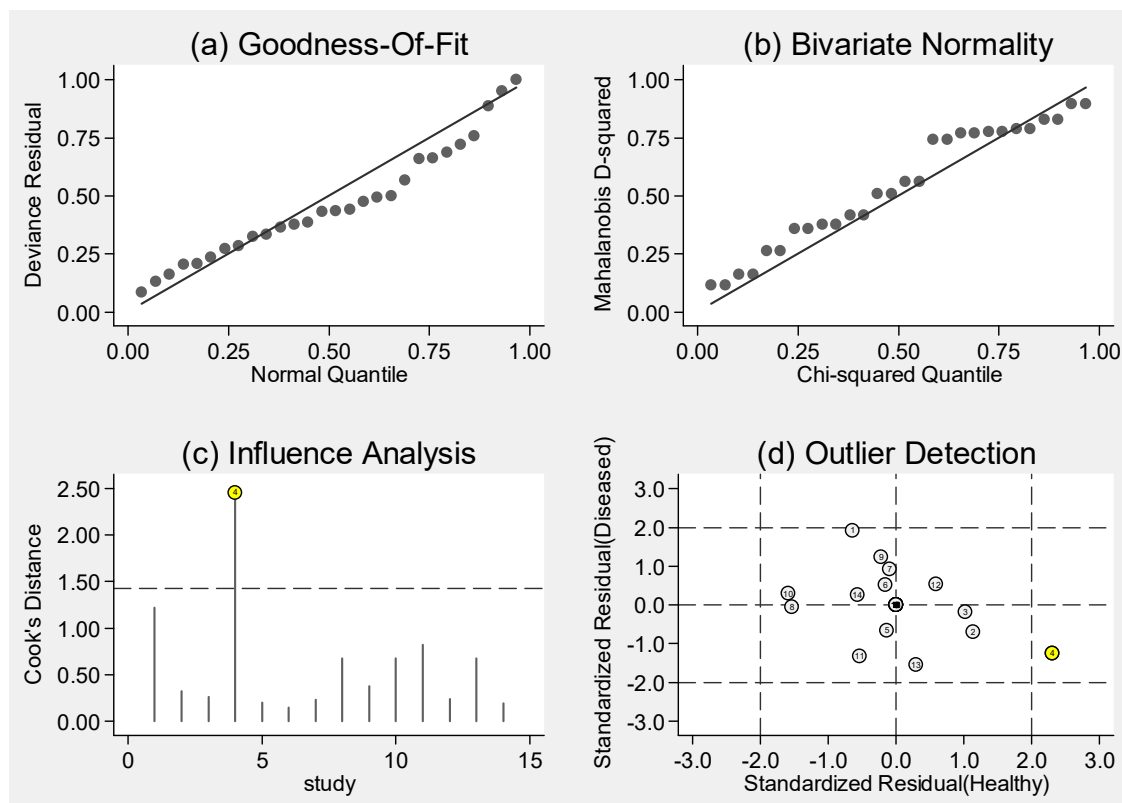 (a) Goodness-Of-Fit
Deviance Residual
1.00
0.75
0.50
0.25
0.00
0.00 0.25 0.50 0.75 1.00
Normal Quantile
(b) Bivariate Normality
Mahalanobis D-squared
1.00
0.75
0.50
0.25
0.00
0.00 0.25 0.50 0.75 1.00
Chi-squared Quantile
(c) Influence Analysis
Cook's Distance
2.50
2.00
1.50
1.00
0.50
0.00
4
0 5 10 15
study
(d) Outlier Detection
Standardized Residual(Diseased)
3.0
2.0
1.0
0.0
-1.0
-2.0
-3.0
1
9
7
6
12
10
14
8
3
5
2
11
13
4
-3.0 -2.0 -1.0 0.0 1.0 2.0 3.0
Standardized Residual(Healthy)